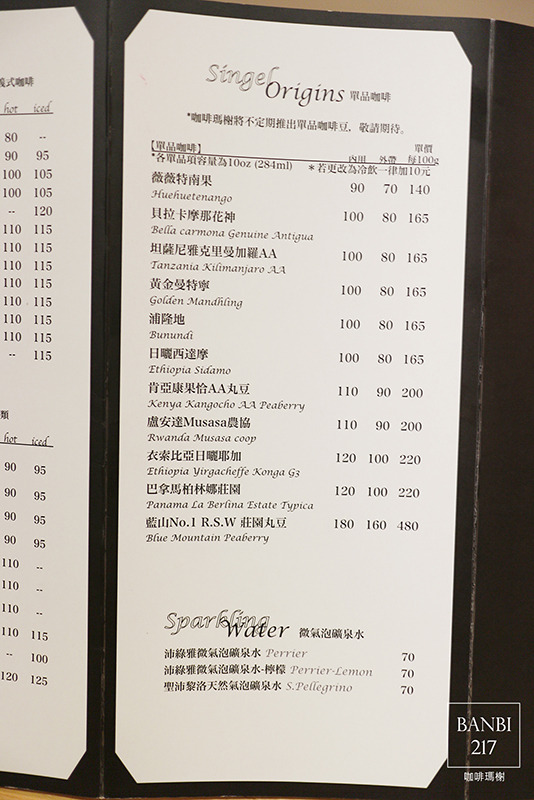 義式咖啡
hot iced
80 --
90 95
100 105
100 105
-- 120
110 115
110 115
110 115
110 115
110 115
110 115
-- 115
類
hot iced
90 95
90 95
90 95
90 95
110 --
110 --
110 --
110 115
-- 100
120 125
Singel Origins 單品咖啡
*咖啡瑪榭將不定期推出單品咖啡豆，敬請期待。
【單品咖啡】 內用 外帶 單價 每100g
*各單品項容量為10oz (284ml) *若更改為冷飲一律加10元
薇薇特南果 90 70 140
Huehuetenango
貝拉卡摩那花神 100 80 165
Bella carmona Genuine Antigua
坦薩尼雅克里曼加羅AA 100 80 165
Tanzania Kilimanjaro AA
黃金曼特寧 100 80 165
Golden Mandhling
浦隆地 100 80 165
Bunundi
日曬西達摩 100 80 165
Ethiopia Sidamo
肯亞康果恰AA丸豆 110 90 200
Kenya Kangocho AA Peaberry
盧安達Musasa農協 110 90 200
Rwanda Musasa coop
衣索比亞日曬耶加 120 100 220
Ethiopia Yirgacheffe Konga G3
巴拿馬柏林娜莊園 120 100 220
Panama La Berlina Estate Typica
藍山No.1 R.S.W 莊園丸豆 180 160 480
Blue Mountain Peaberry
Sparkling Water 微氣泡礦泉水
沛綠雅微氣泡礦泉水 Perrier 70
沛綠雅微氣泡礦泉水-檸檬 Perrier-Lemon 70
聖沛黎洛天然氣泡礦泉水 S.Pellegrino 70
BANBI
217
咖啡瑪榭